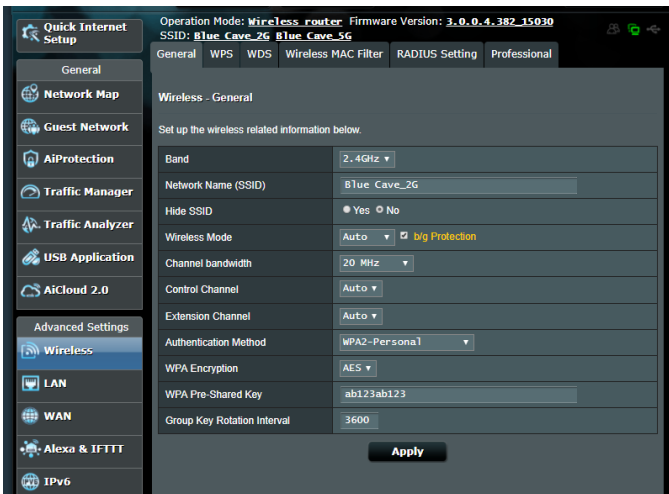 Quick Internet Setup
Operation Mode: Wireless router Firmware Version: 3.0.0.4.382_15030
SSID: Blue Cave_2G Blue Cave_5G
General WPS WDS Wireless MAC Filter RADIUS Setting Professional
General
Network Map
Guest Network
AiProtection
Traffic Manager
Traffic Analyzer
USB Application
AiCloud 2.0
Advanced Settings
Wireless
LAN
WAN
Alexa & IFTTT
IPv6
Wireless - General
Set up the wireless related information below.
Band 2.4GHz
Network Name (SSID) Blue Cave_2G
Hide SSID Yes No
Wireless Mode Auto b/g Protection
Channel bandwidth 20 MHz
Control Channel Auto
Extension Channel Auto
Authentication Method WPA2-Personal
WPA Encryption AES
WPA Pre-Shared Key ab123ab123
Group Key Rotation Interval 3600
Apply